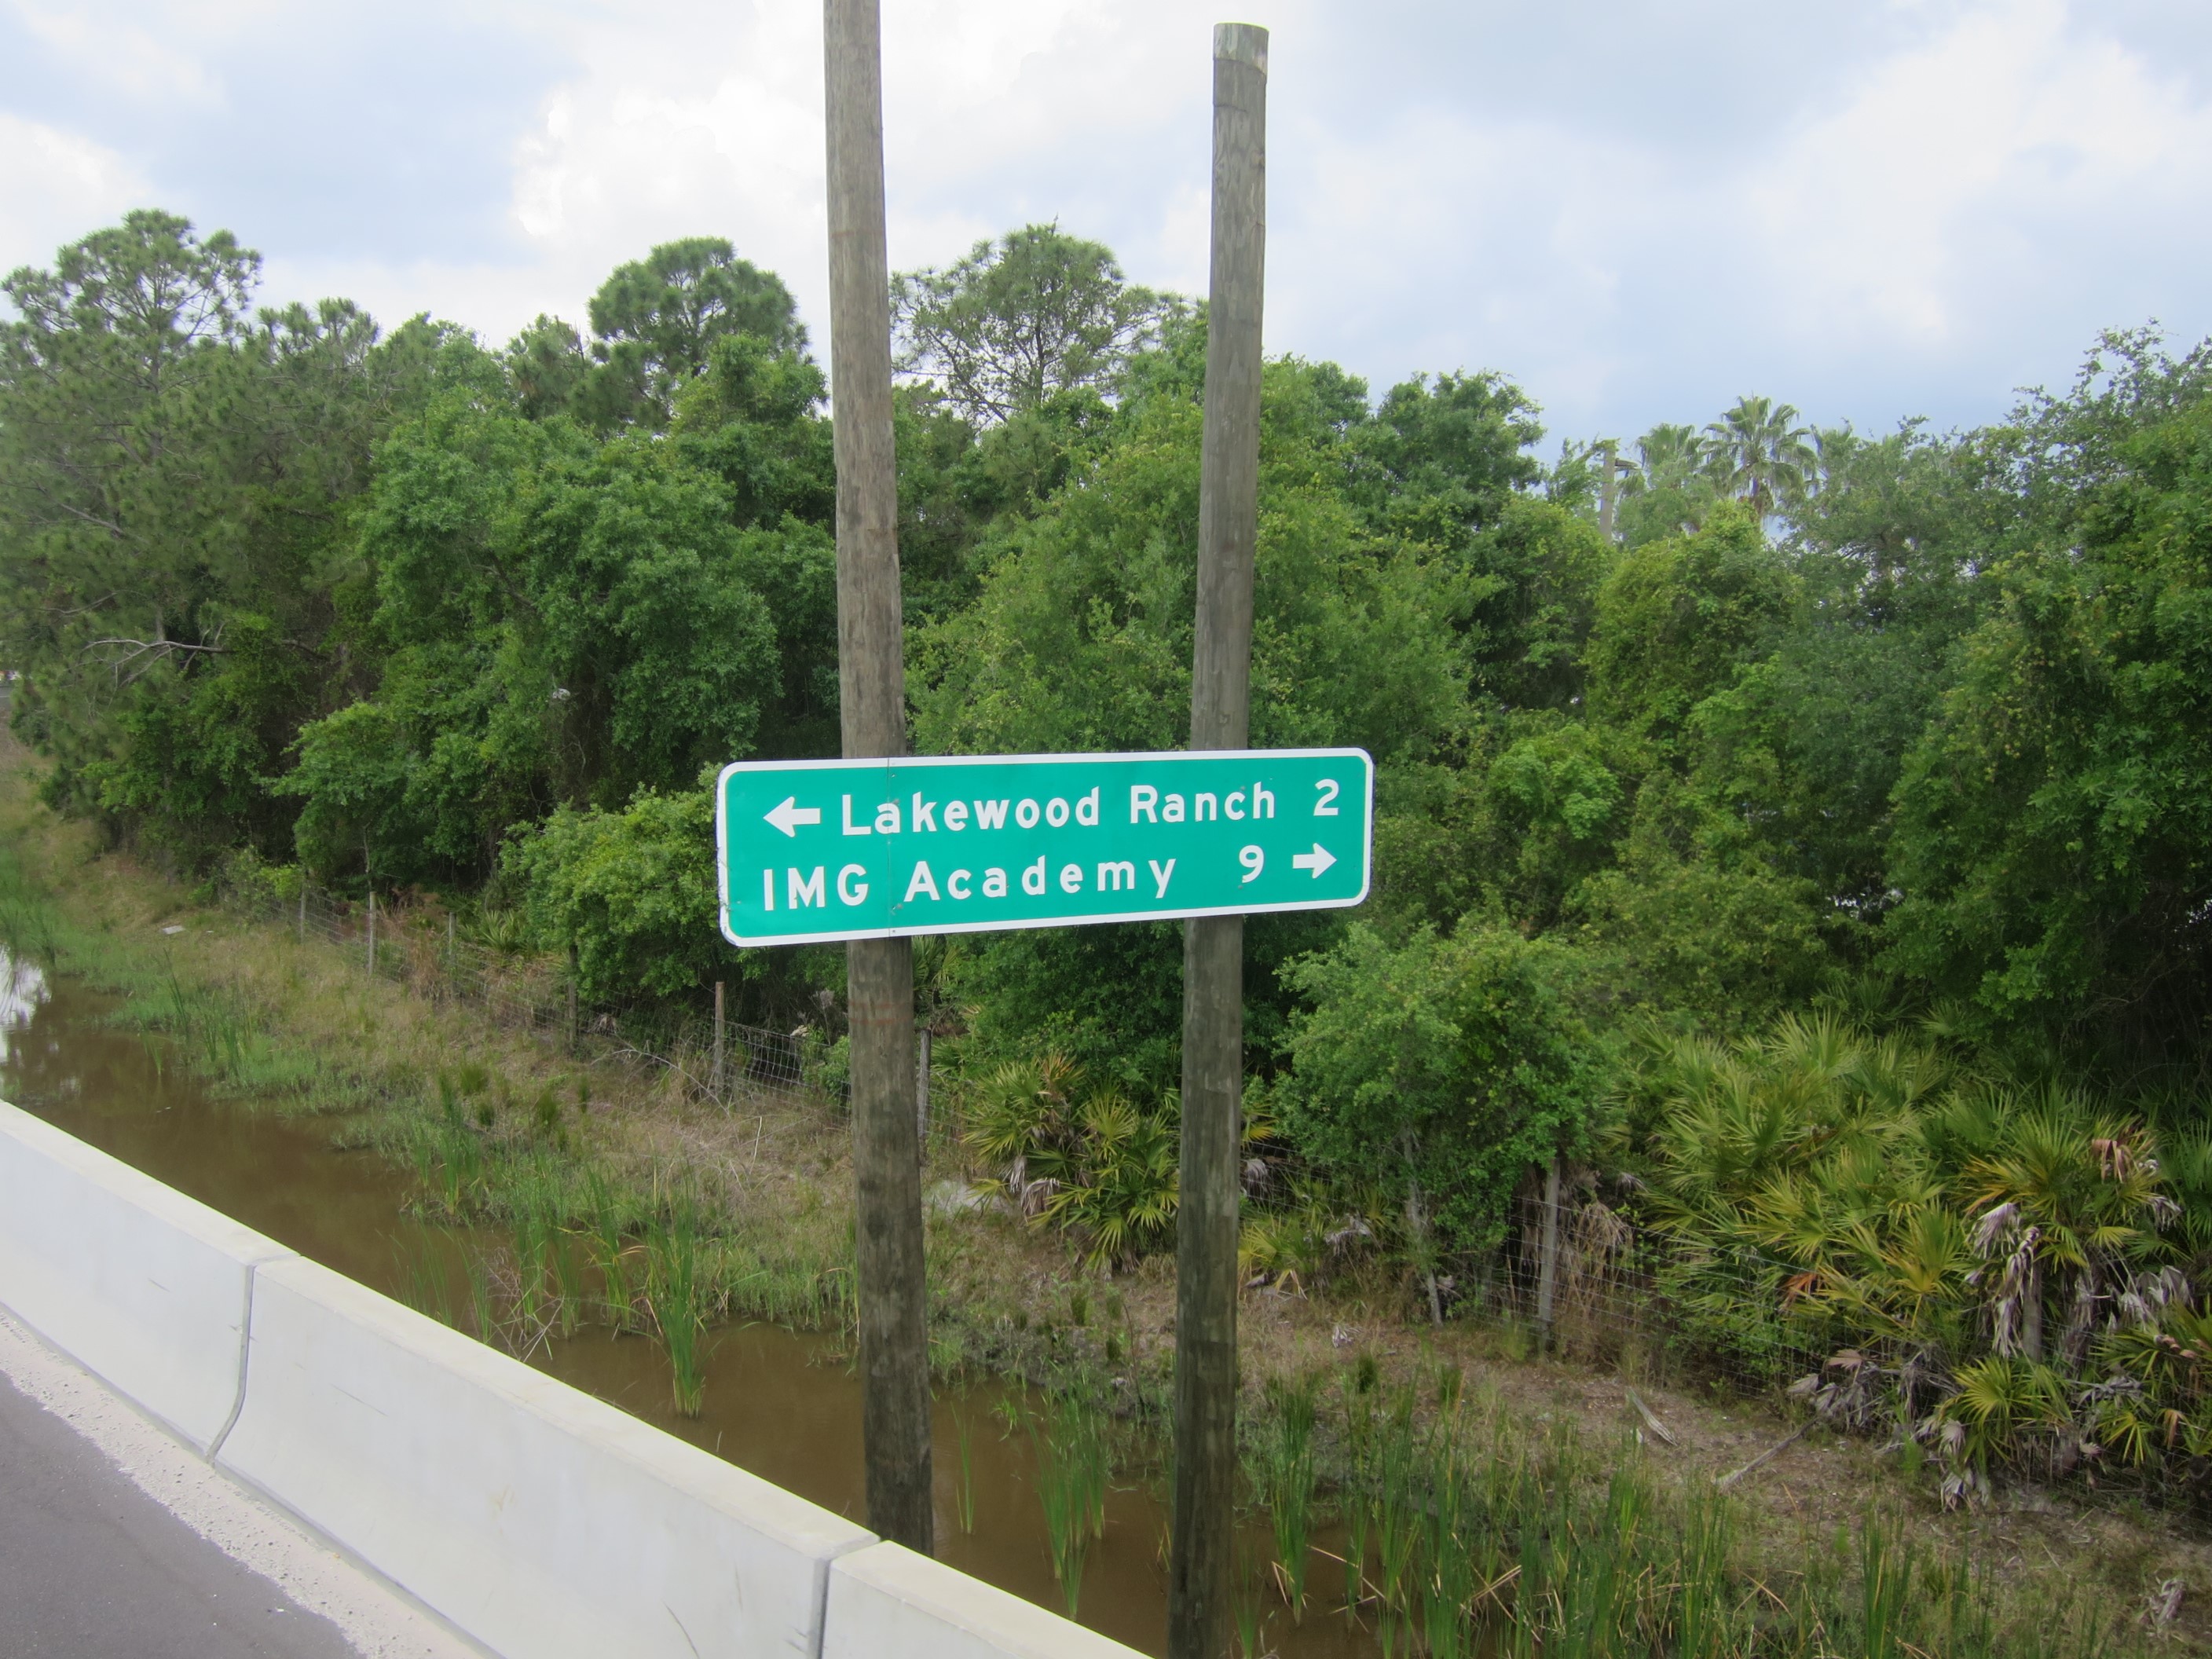 ← Lakewood Ranch 2
IMG Academy 9 →